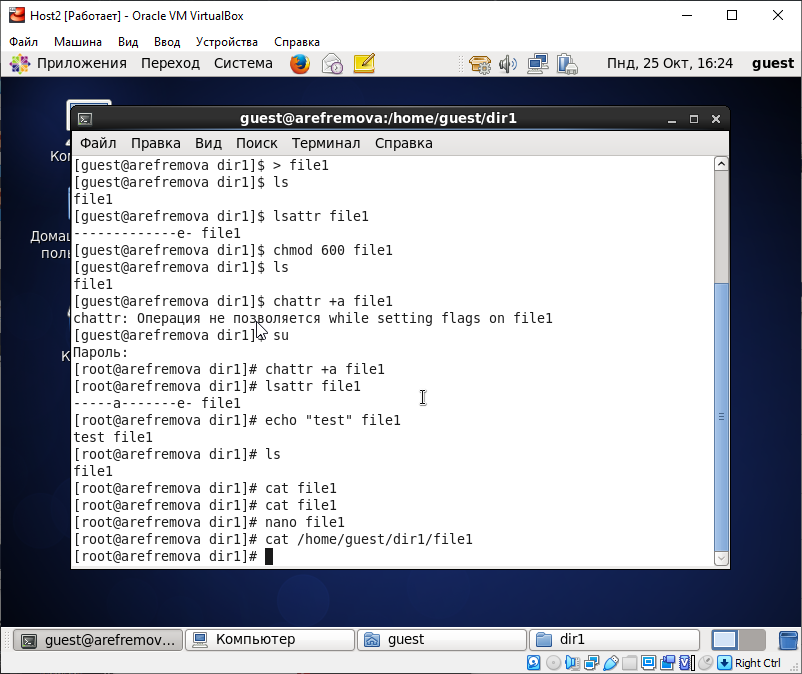 Host2 [Работает] - Oracle VM VirtualBox
Файл Машина Вид Ввод Устройства Справка
Приложения Переход Система Пнд, 25 Окт, 16:24 guest
guest@arefremova:/home/guest/dir1
Файл Правка Вид Поиск Терминал Справка
[guest@arefremova dir1]$ > file1
[guest@arefremova dir1]$ ls
file1
[guest@arefremova dir1]$ lsattr file1
-------------e- file1
[guest@arefremova dir1]$ chmod 600 file1
[guest@arefremova dir1]$ ls
file1
[guest@arefremova dir1]$ chattr +a file1
chattr: Операция не позволяется while setting flags on file1
[guest@arefremova dir1]$ su
Пароль:
[root@arefremova dir1]# chattr +a file1
[root@arefremova dir1]# lsattr file1
-----a-------e- file1
[root@arefremova dir1]# echo "test" file1
test file1
[root@arefremova dir1]# ls
file1
[root@arefremova dir1]# cat file1
[root@arefremova dir1]# cat file1
[root@arefremova dir1]# nano file1
[root@arefremova dir1]# cat /home/guest/dir1/file1
[root@arefremova dir1]#
guest@arefremov... Компьютер guest dir1
Right Ctrl